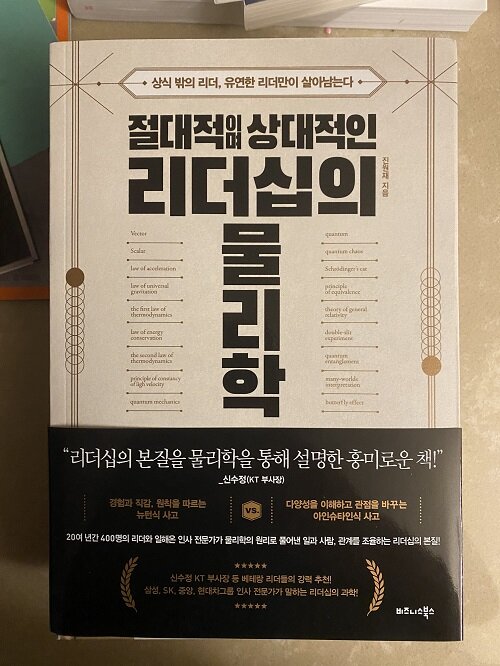 상식 밖의 리더, 유연한 리더만이 살아남는다
절대적이며 상대적인
리더십의
진원재 지음
물리학
Vector
Scalar
law of acceleration
law of universal
gravitation
the first law of
thermodynamics
law of energy
conservation
the second law of
thermodynamics
principle of constancy
of ligh velocity
quantum mechanics
quantum
quantum chaos
Schrödinger's cat
principle
of equivalence
theory of general
relativity
double-slit
experiment
quantum
entanglement
many-worlds
interpretation
butterfly effect
“리더십의 본질을 물리학을 통해 설명한 흥미로운 책!”
_신수정(KT 부사장)
경험과 직감, 원리을 따르는
뉴턴식 사고
VS.
다양성을 이해하고 관점을 바꾸는
아인슈타인식 사고
20여 년간 400명의 리더와 일해온 인사 전문가가 물리학의 원리로 풀어낸 일과 사람, 관계를 조율하는 리더십의 본질!
신수정 KT 부사장 등 베테랑 리더들의 강력 추천!
삼성, SK, 중앙, 현대차그룹 인사 전문가가 말하는 리더십의 과학!
비즈니스북스